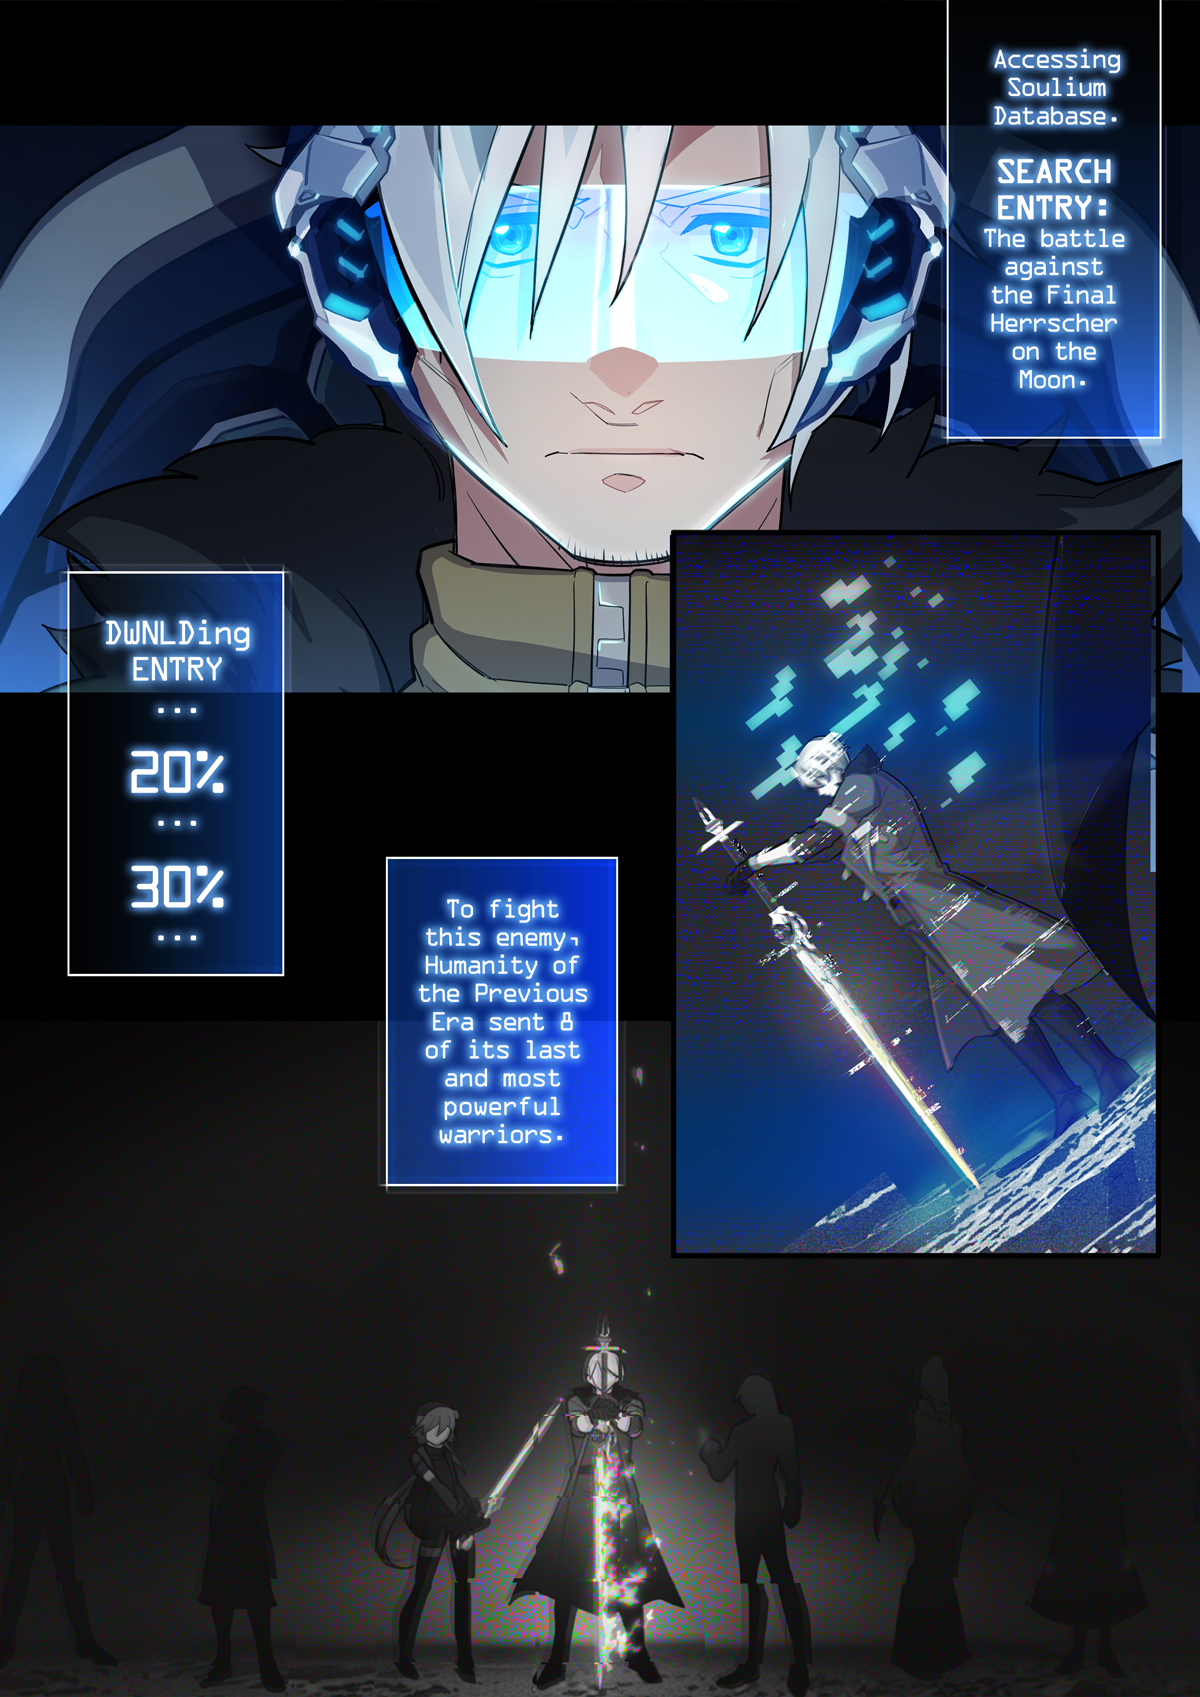 Accessing
Soulium
Database.
SEARCH
ENTRY:
The battle
against
the Final
Herrscher
on the
Moon.
DWNLDing
ENTRY
...
20%
...
30%
...
To fight
this enemy,
Humanity of
the Previous
Era sent 8
of its last
and most
powerful
warriors.